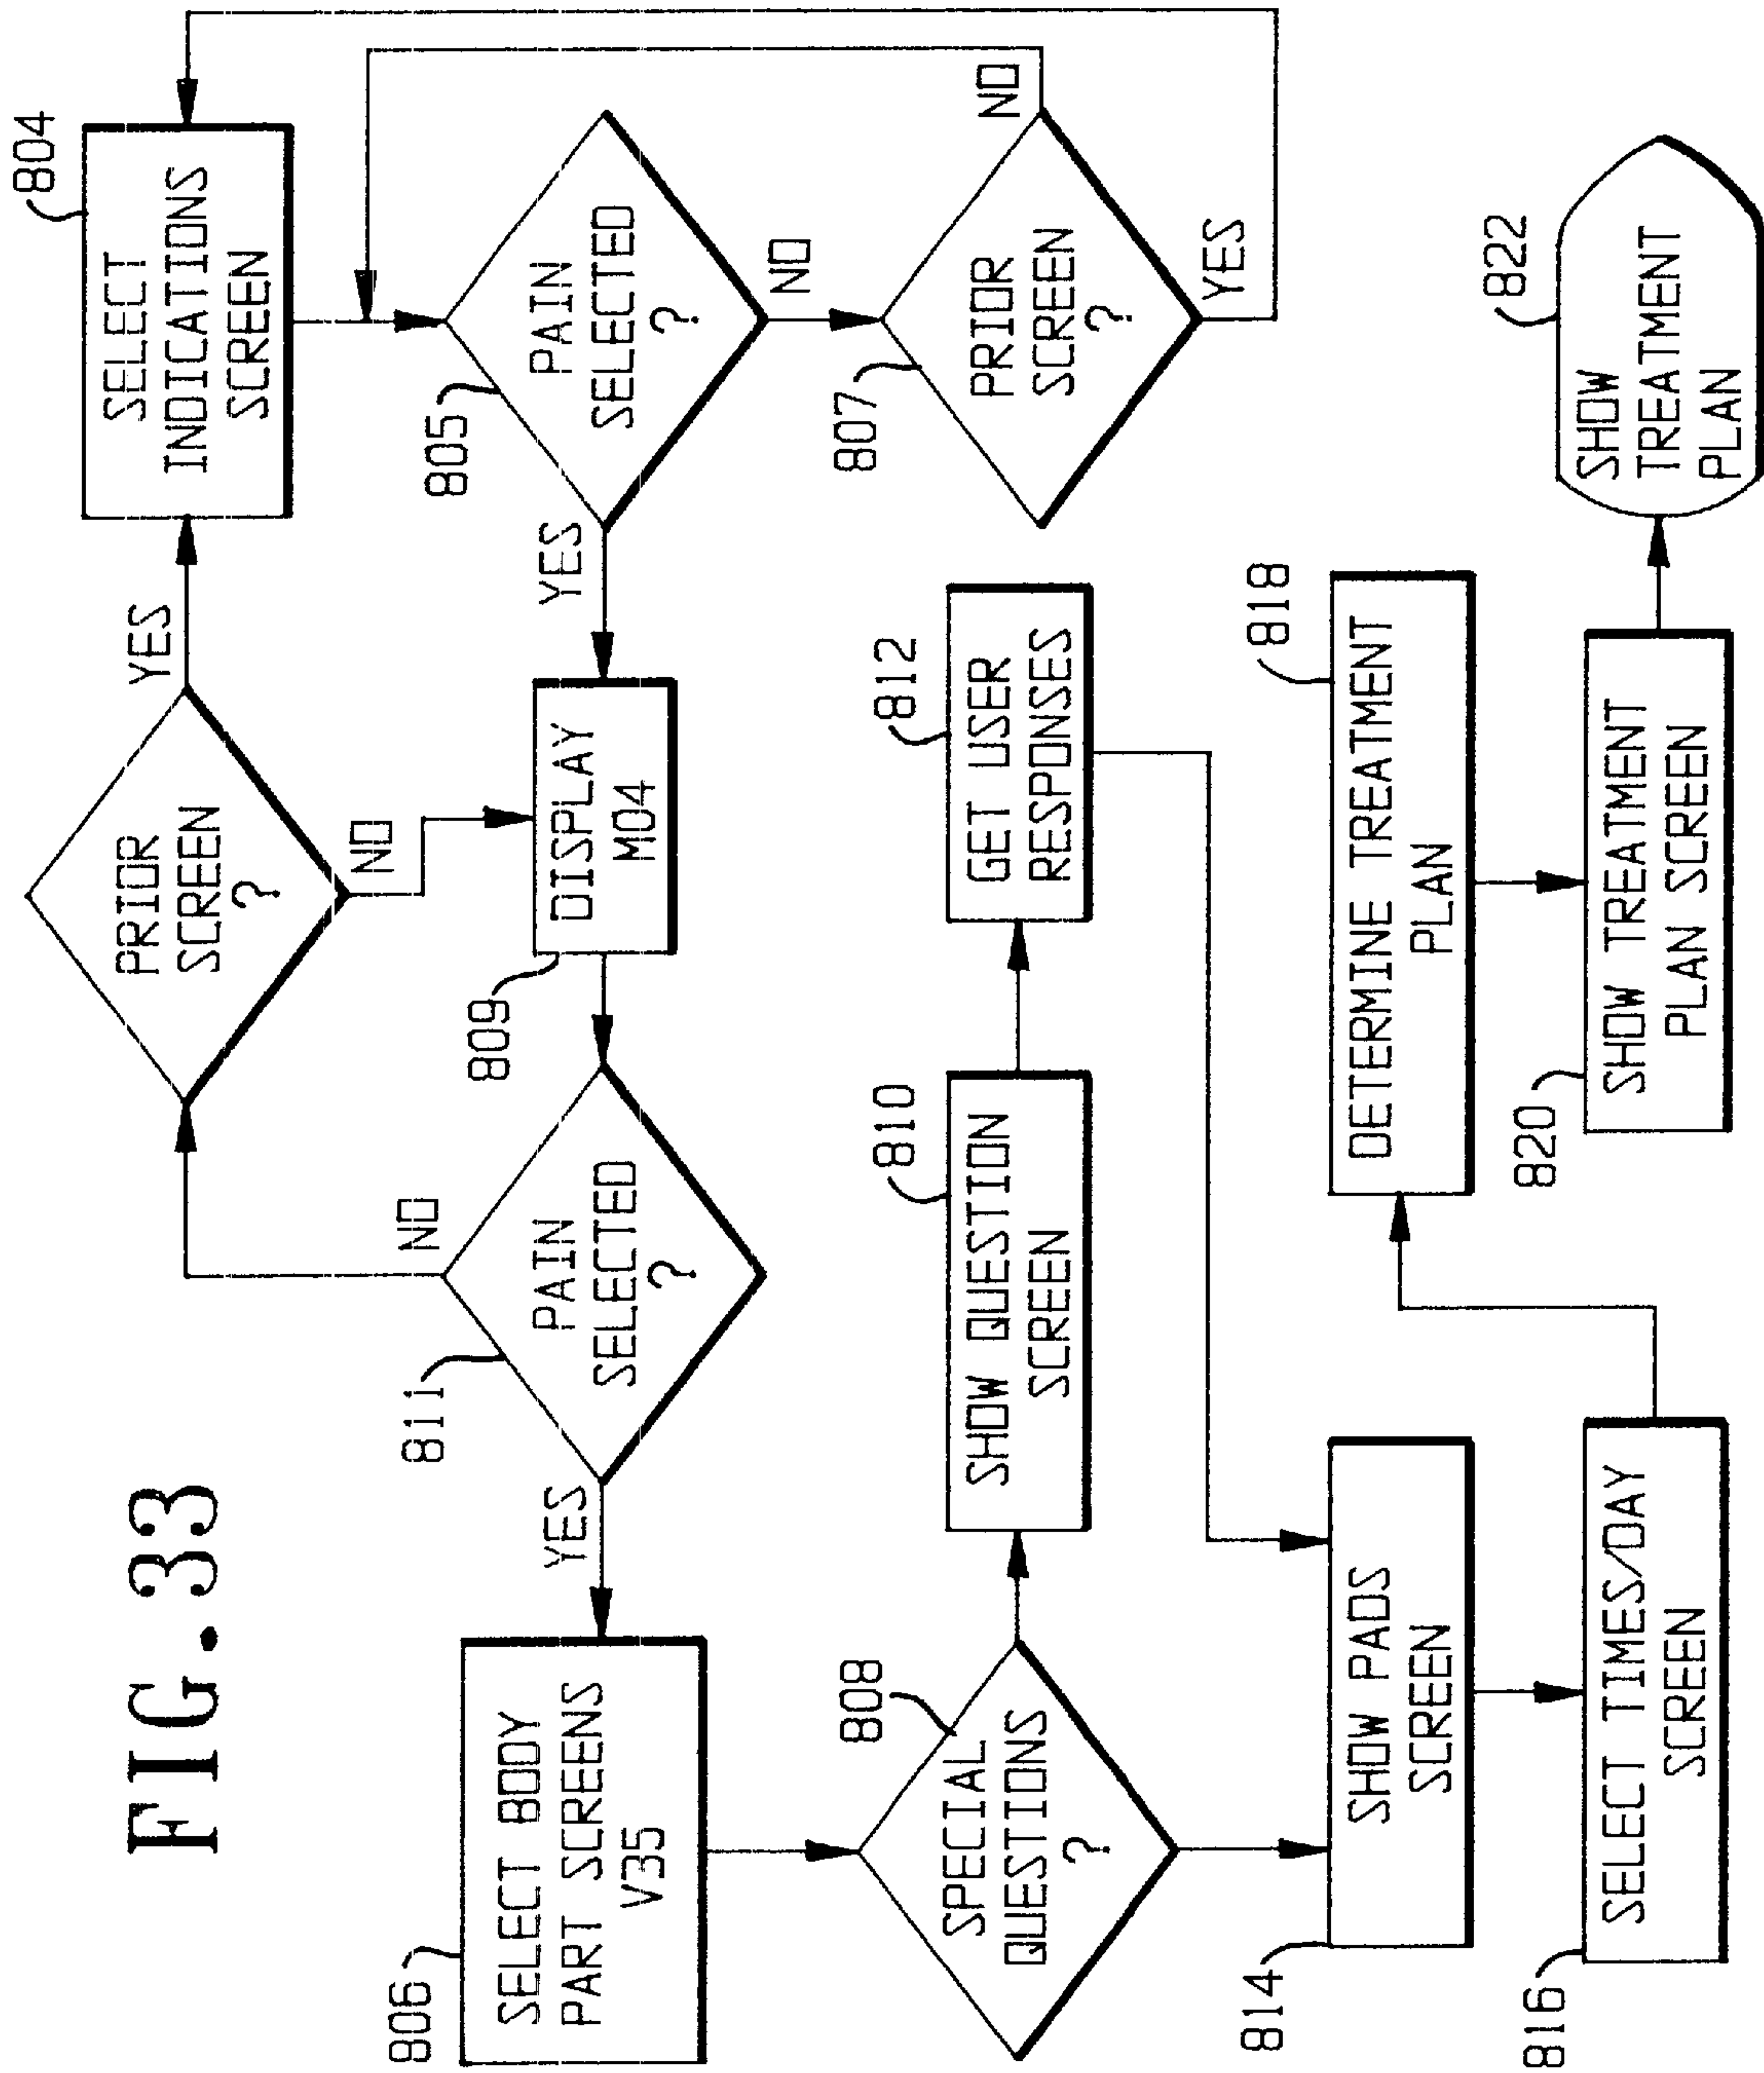 FIG.33
806
SELECT BODY
PART SCREENS
V35
YES
811
PAIN
SELECTED
?
NO
PRIOR
SCREEN
?
YES
NO
809
DISPLAY
M04
804
SELECT
INDICATIONS
SCREEN
YES
805
PAIN
SELECTED
?
NO
807
PRIOR
SCREEN
?
NO
YES
808
SPECIAL
QUESTIONS
?
810
SHOW QUESTION
SCREEN
812
GET USER
RESPONSES
814
SHOW PADS
SCREEN
816
SELECT TIMES/DAY
SCREEN
818
DETERMINE TREATMENT
PLAN
820
SHOW TREATMENT
PLAN SCREEN
822
SHOW
TREATMENT
PLAN